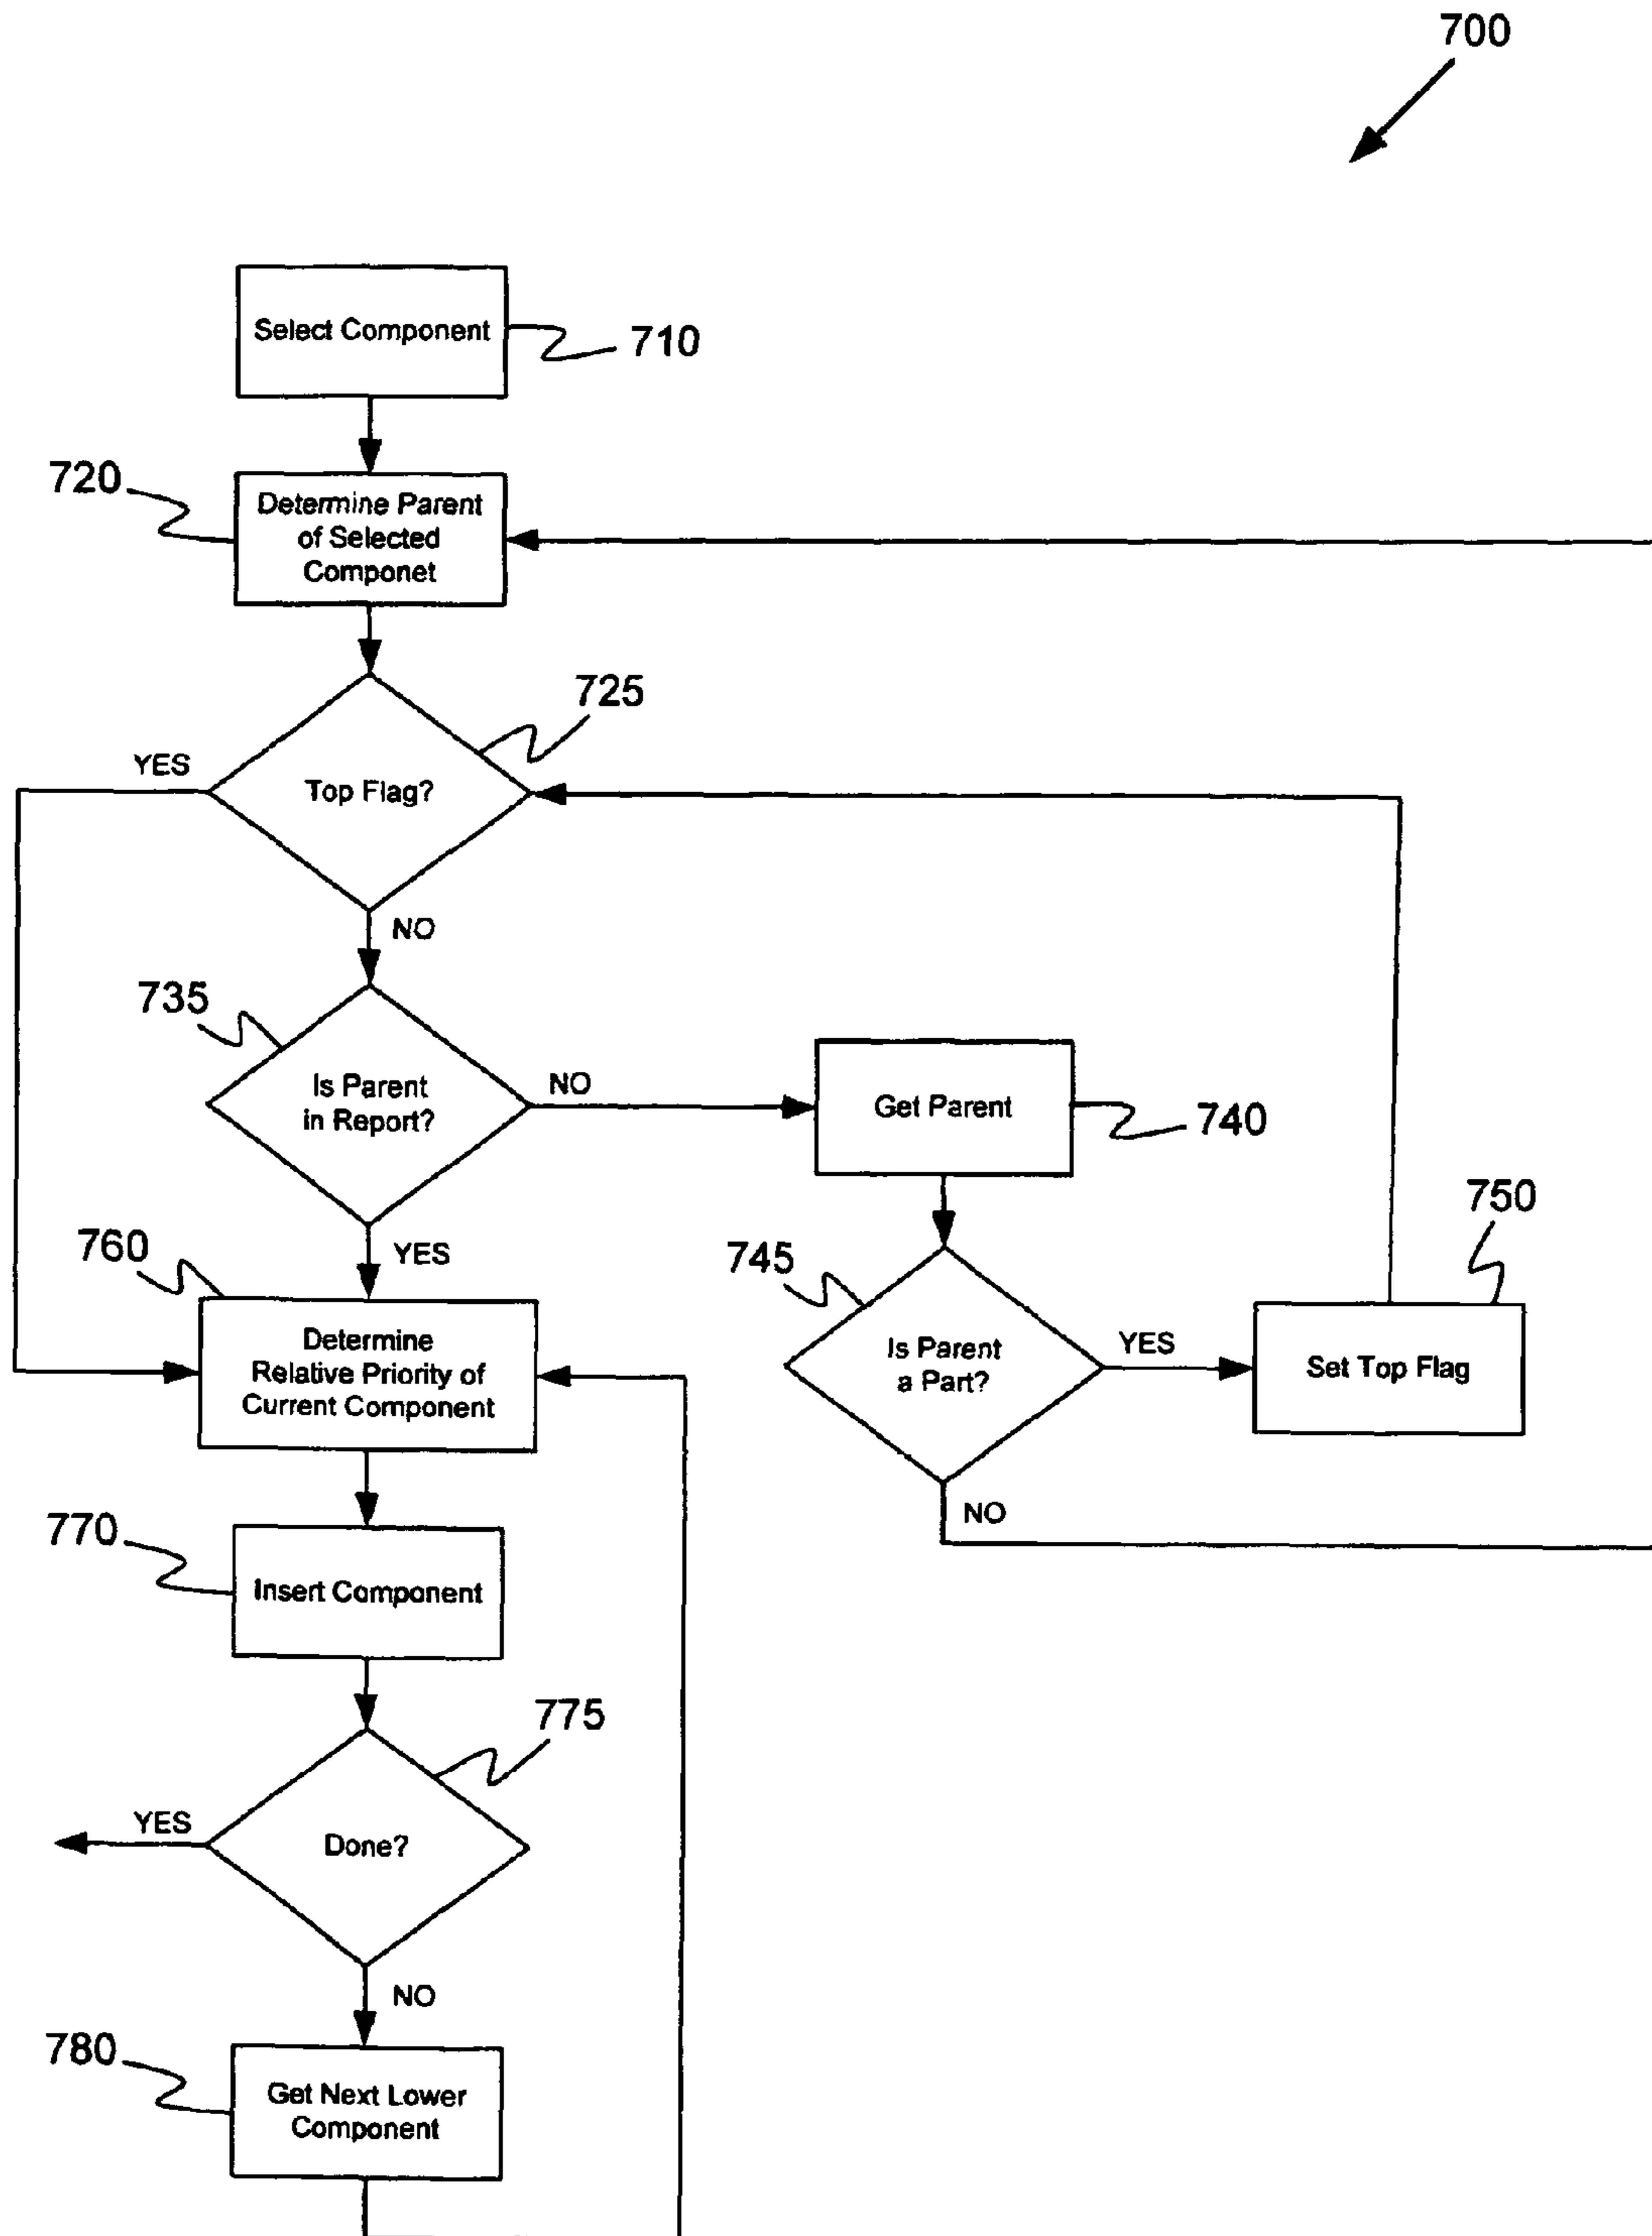 700
Select Component
710
720
Determine Parent
of Selected
Componet
725
YES
Top Flag?
NO
735
Is Parent
in Report?
NO
Get Parent
740
YES
760
Determine
Relative Priority of
Current Component
745
Is Parent
a Part?
YES
750
Set Top Flag
NO
770
Insert Component
775
YES
Done?
NO
780
Get Next Lower
Component